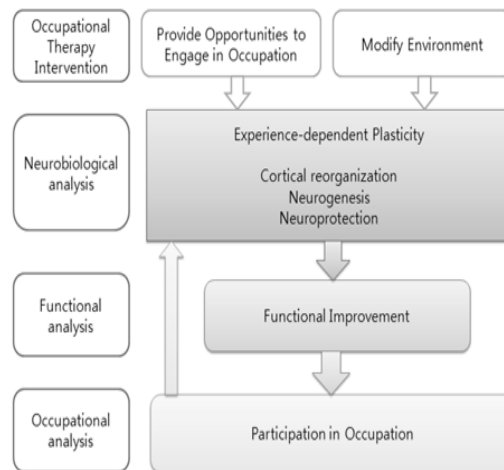 Occupational
Therapy
Intervention
Provide Opportunities to
Engage in Occupation
Modify Environment
Neurobiological
analysis
Experience-dependent Plasticity
Cortical reorganization
Neurogenesis
Neuroprotection
Functional
analysis
Functional Improvement
Occupational
analysis
Participation in Occupation